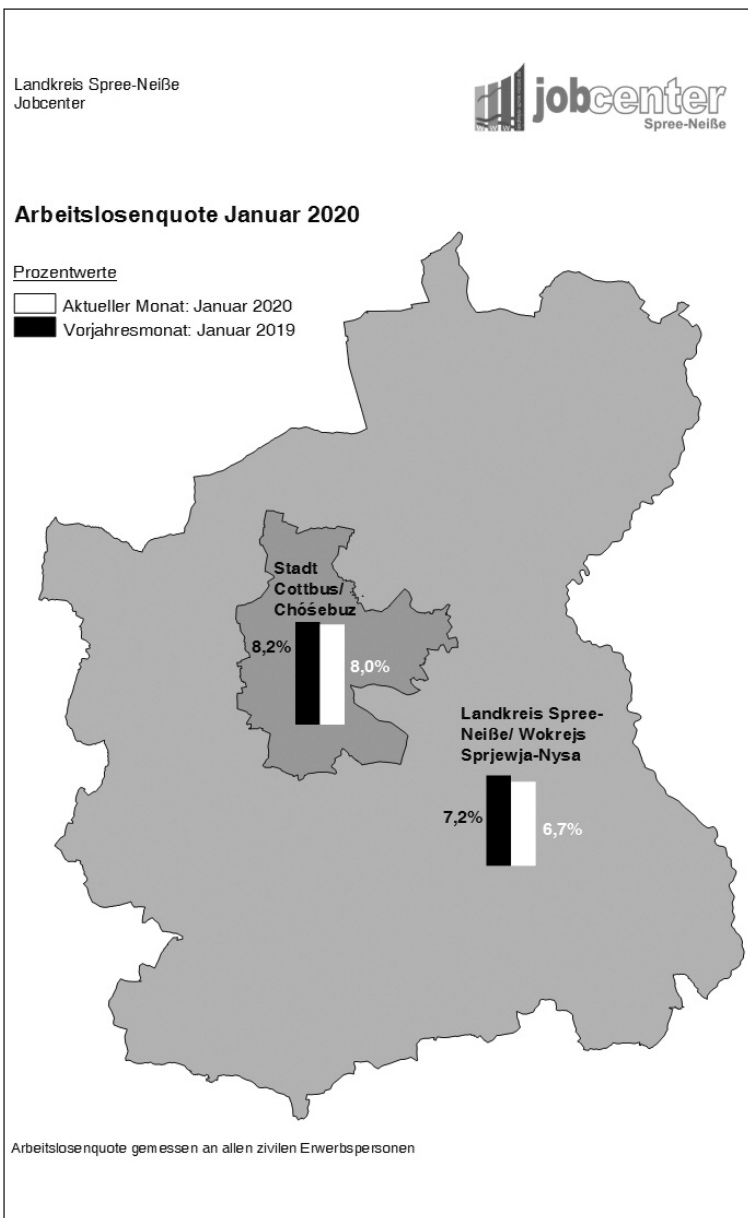 Landkreis Spree-Neiße
Jobcenter
jobcenter
Spree-Neiße
Arbeitslosenquote Januar 2020
Prozentwerte
Aktueller Monat: Januar 2020
Vorjahresmonat: Januar 2019
Stadt
Cottbus/
Chóśebuz
8,2%
8,0%
Landkreis Spree-
Neiße/ Wokrejs
Sprjewja-Nysa
7,2%
6,7%
Arbeitslosenquote gemessen an allen zivilen Erwerbspersonen